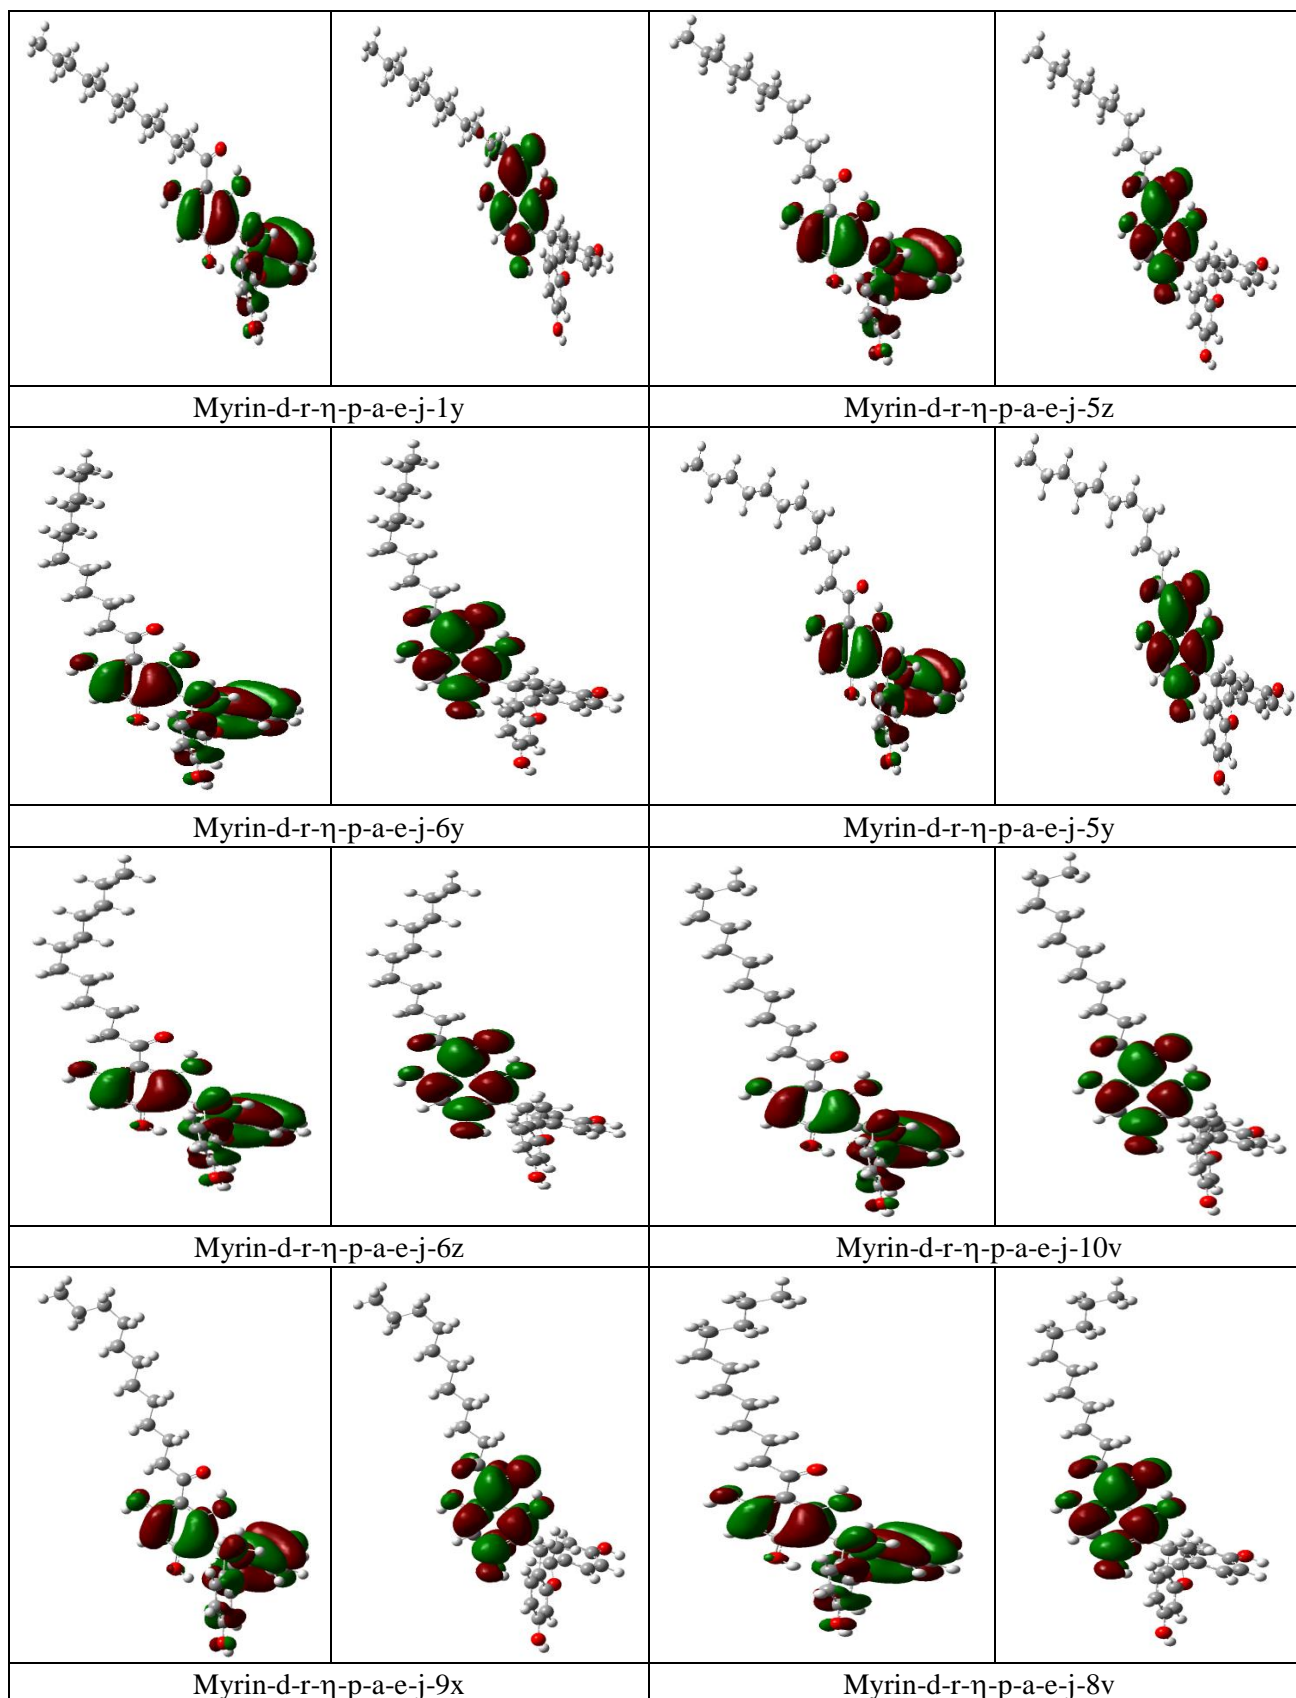 Myrin-d-r-η-p-a-e-j-1y
Myrin-d-r-η-p-a-e-j-5z
Myrin-d-r-η-p-a-e-j-6y
Myrin-d-r-η-p-a-e-j-5y
Myrin-d-r-η-p-a-e-j-6z
Myrin-d-r-η-p-a-e-j-10v
Myrin-d-r-η-p-a-e-j-9x
Myrin-d-r-η-p-a-e-j-8v